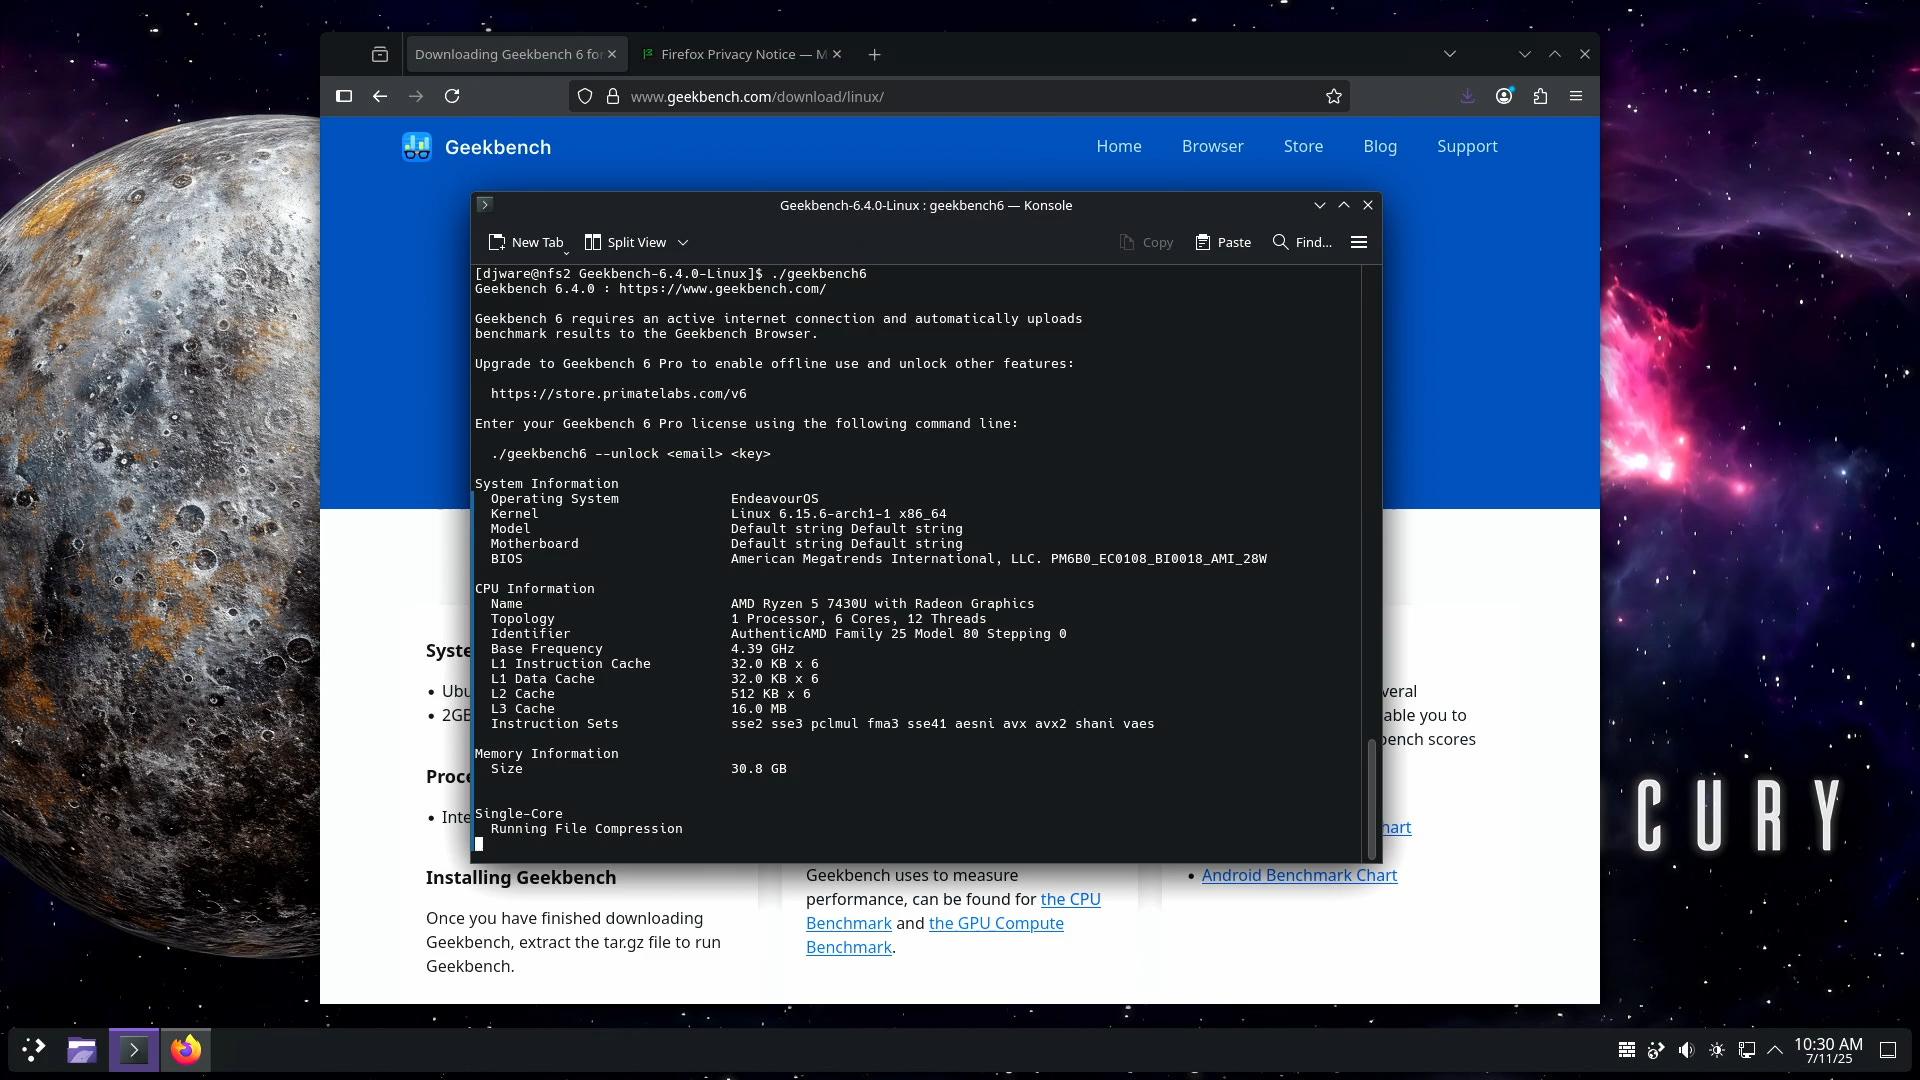 Downloading Geekbench 6 fo
Firefox Privacy Notice — M
www.geekbench.com/download/linux/
Geekbench
Home
Browser
Store
Blog
Support
Geekbench-6.4.0-Linux : geekbench6 — Konsole
New Tab
Split View
Copy
Paste
Find...
[djware@nfs2 Geekbench-6.4.0-Linux]$ ./geekbench6
Geekbench 6.4.0 : https://www.geekbench.com/
Geekbench 6 requires an active internet connection and automatically uploads
benchmark results to the Geekbench Browser.
Upgrade to Geekbench 6 Pro to enable offline use and unlock other features:
https://store.primatelabs.com/v6
Enter your Geekbench 6 Pro license using the following command line:
./geekbench6 --unlock <email> <key>
System Information
Operating System EndeavourOS
Kernel Linux 6.15.6-arch1-1 x86_64
Model Default string Default string
Motherboard Default string Default string
BIOS American Megatrends International, LLC. PM6B0_EC0108_BI0018_AMI_28W
CPU Information
Name AMD Ryzen 5 7430U with Radeon Graphics
Topology 1 Processor, 6 Cores, 12 Threads
Identifier AuthenticAMD Family 25 Model 80 Stepping 0
Base Frequency 4.39 GHz
L1 Instruction Cache 32.0 KB x 6
L1 Data Cache 32.0 KB x 6
L2 Cache 512 KB x 6
L3 Cache 16.0 MB
Instruction Sets sse2 sse3 pclmul fma3 sse41 aesni avx avx2 shani vaes
Memory Information
Size 30.8 GB
Single-Core
Running File Compression
Syste
• Ubu
• 2GB
Proce
• Inte
Installing Geekbench
Once you have finished downloading
Geekbench, extract the tar.gz file to run
Geekbench.
Geekbench uses to measure
performance, can be found for the CPU
Benchmark and the GPU Compute
Benchmark.
veral
able you to
bench scores
hart
• Android Benchmark Chart
CURY
10:30 AM
7/11/25